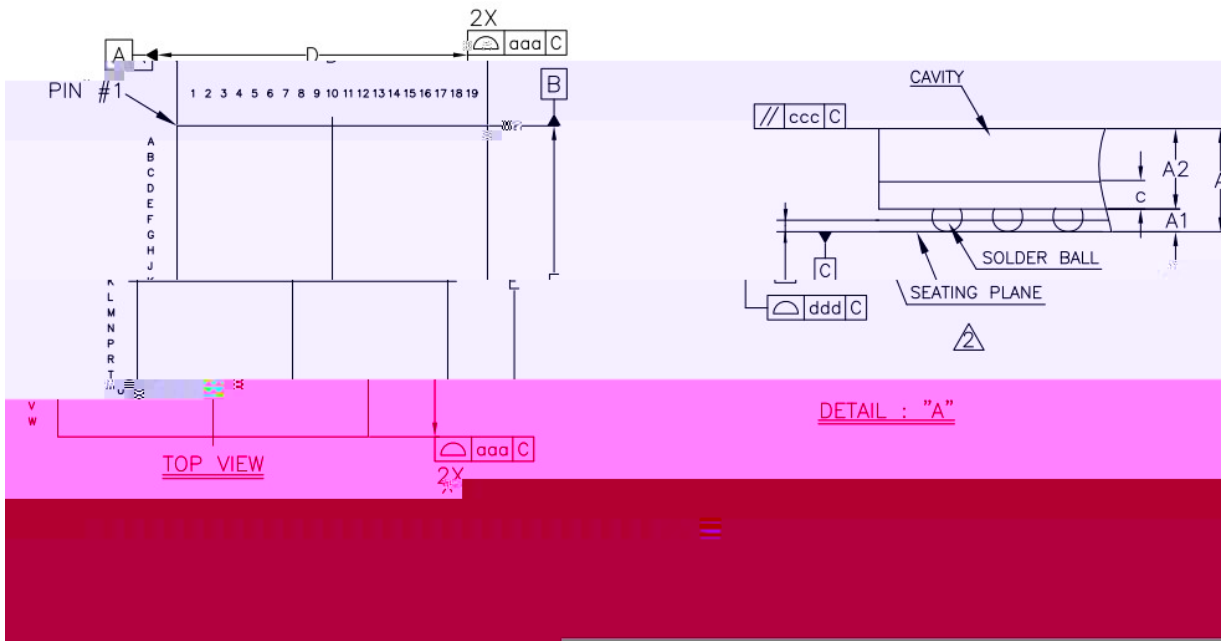 2X
aaa C
A
D
PIN #1
1 2 3 4 5 6 7 8 9 10 11 12 13 14 15 16 17 18 19
B
A
B
C
D
E
F
G
H
J
K
L
M
N
P
R
T
U
V
W
E
aaa C
2X
TOP VIEW
CAVITY
// ccc C
A2
A
c
A1
SOLDER BALL
C
SEATING PLANE
ddd C
2
DETAIL : "A"